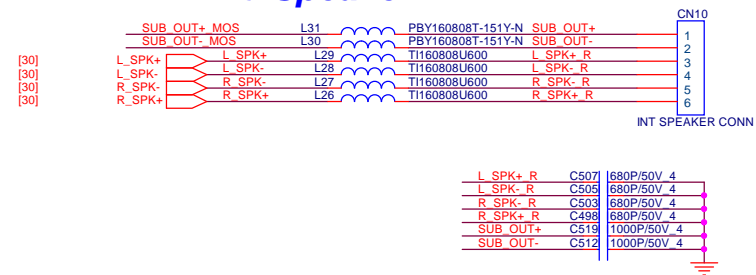 CN10
SUB_OUT+_MOS L31 PBY160808T-151Y-N SUB_OUT+ 1
SUB_OUT-_MOS L30 PBY160808T-151Y-N SUB_OUT- 2
[30] L_SPK+ L_SPK+ L29 TI160808U600 L_SPK+_R 3
[30] L_SPK- L_SPK- L28 TI160808U600 L_SPK-_R 4
[30] R_SPK- R_SPK- L27 TI160808U600 R_SPK-_R 5
[30] R_SPK+ R_SPK+ L26 TI160808U600 R_SPK+_R 6
INT SPEAKER CONN
L_SPK+_R C507 680P/50V_4
L_SPK-_R C505 680P/50V_4
R_SPK-_R C503 680P/50V_4
R_SPK+_R C498 680P/50V_4
SUB_OUT+ C519 1000P/50V_4
SUB_OUT- C512 1000P/50V_4